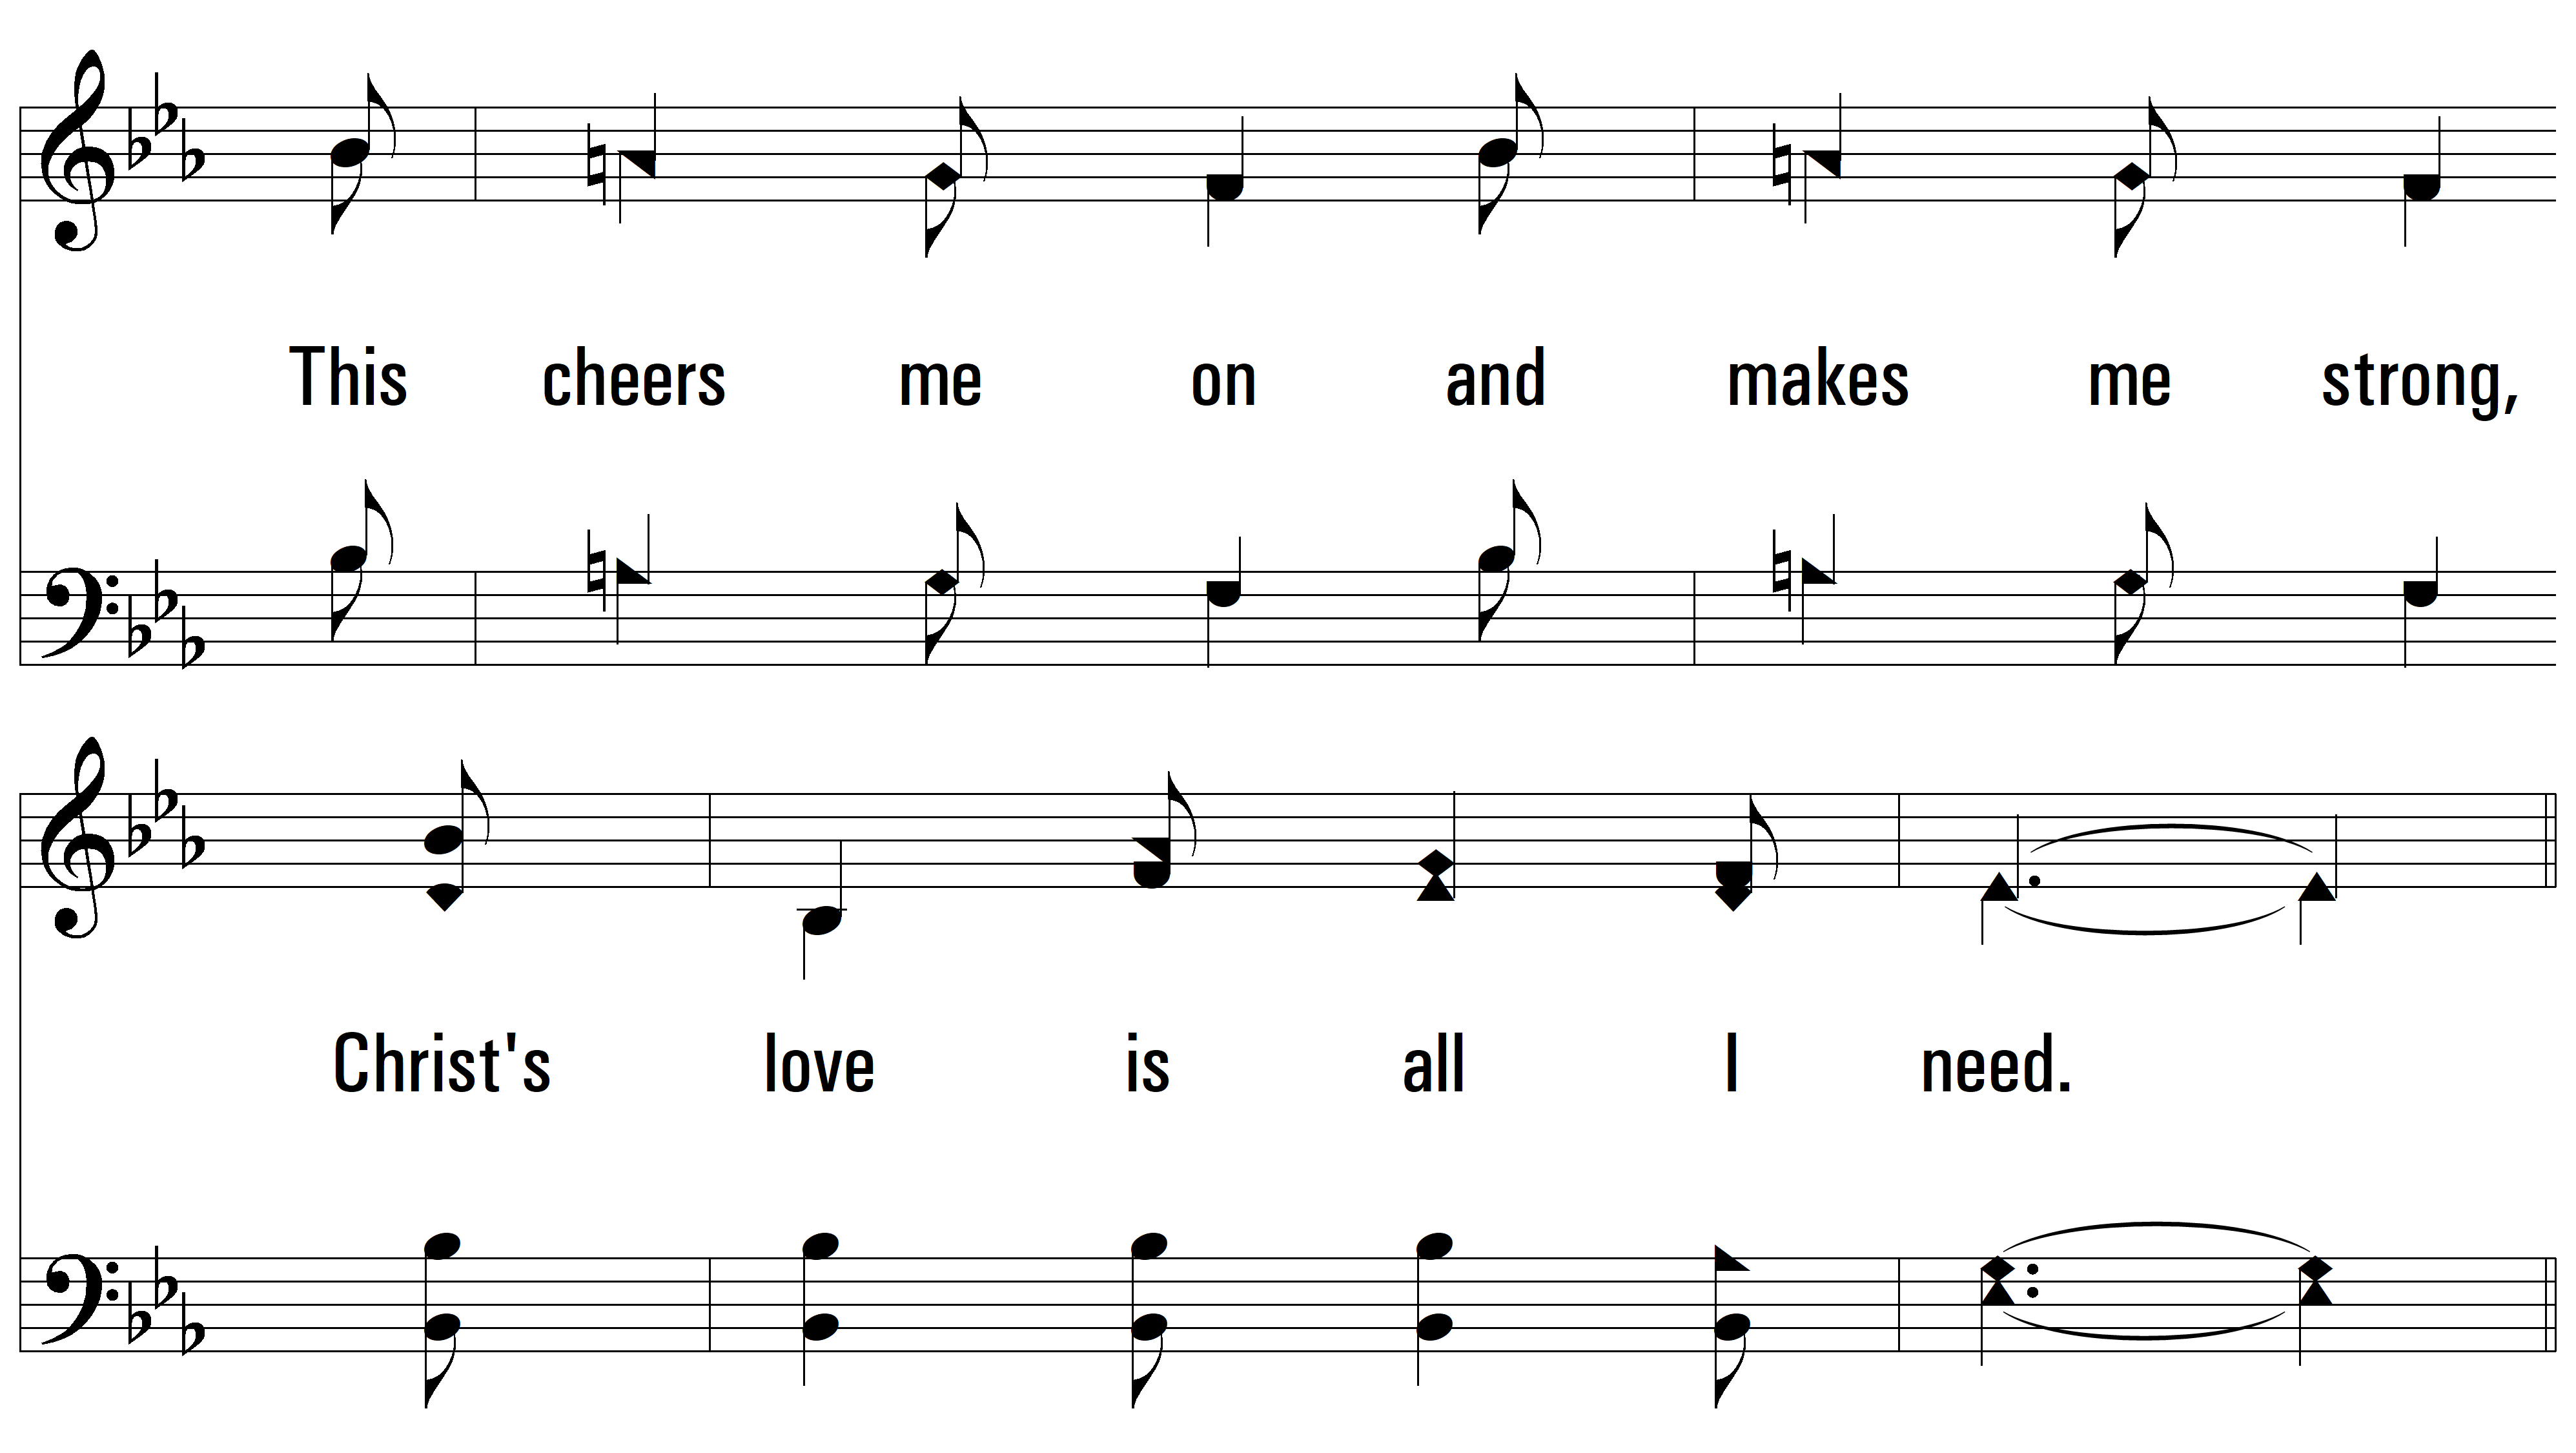 This cheers me on and makes me strong,
Christ's love is all I need.